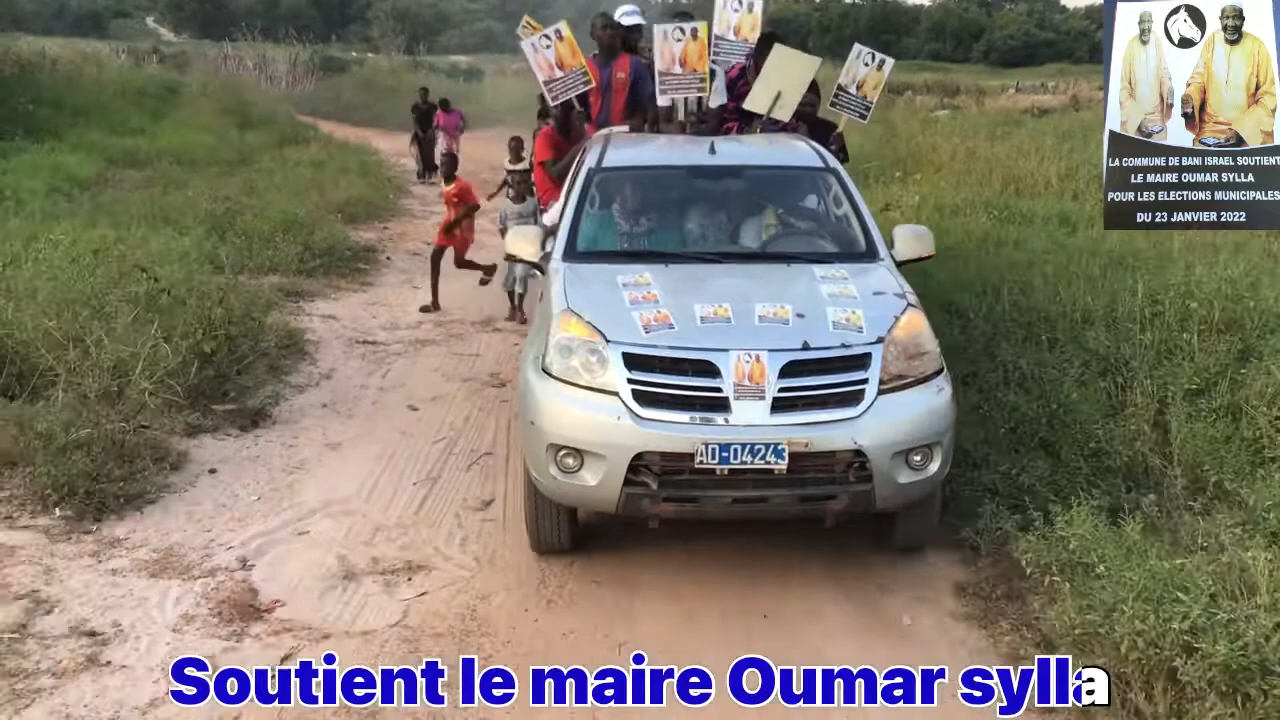 LA COMMUNE DE BANI ISRAEL SOUTIENT
LE MAIRE OUMAR SYLLA
POUR LES ELECTIONS MUNICIPALES
DU 23 JANVIER 2022
AD-04243
Soutient le maire Oumar sylla